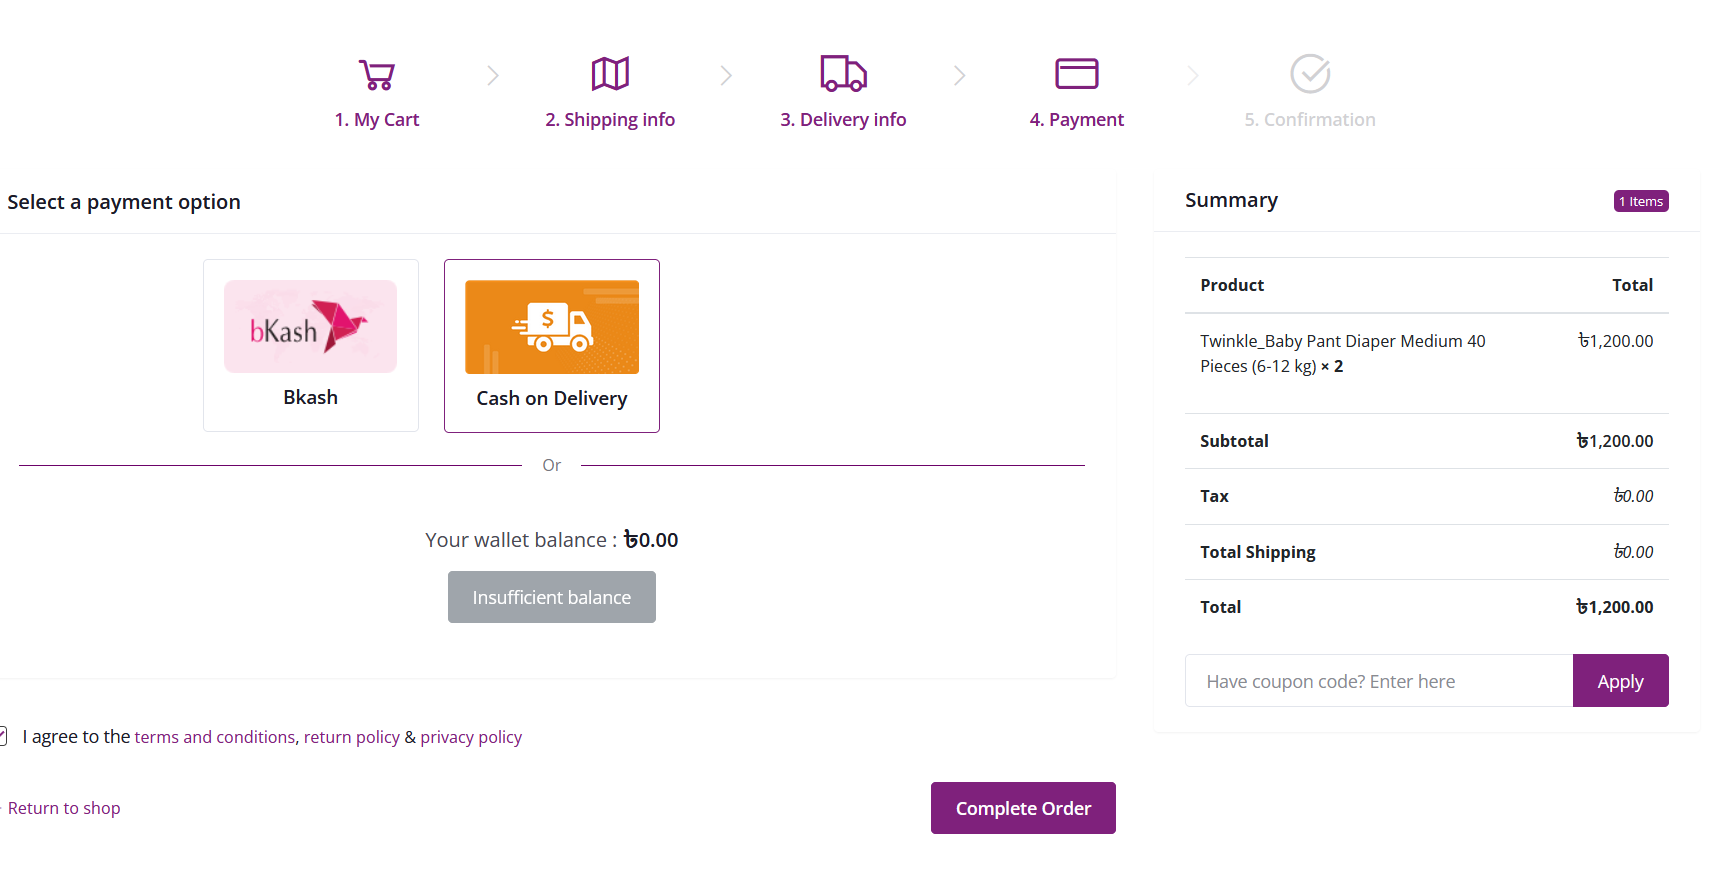 1. My Cart
2. Shipping info
3. Delivery info
4. Payment
5. Confirmation
Select a payment option
bKash
Bkash
$
Cash on Delivery
Or
Your wallet balance : ৳0.00
Insufficient balance
I agree to the terms and conditions, return policy & privacy policy
Return to shop
Complete Order
Summary
1 Items
Product Total
Twinkle_Baby Pant Diaper Medium 40 ৳1,200.00
Pieces (6-12 kg) × 2
Subtotal ৳1,200.00
Tax ৳0.00
Total Shipping ৳0.00
Total ৳1,200.00
Have coupon code? Enter here
Apply